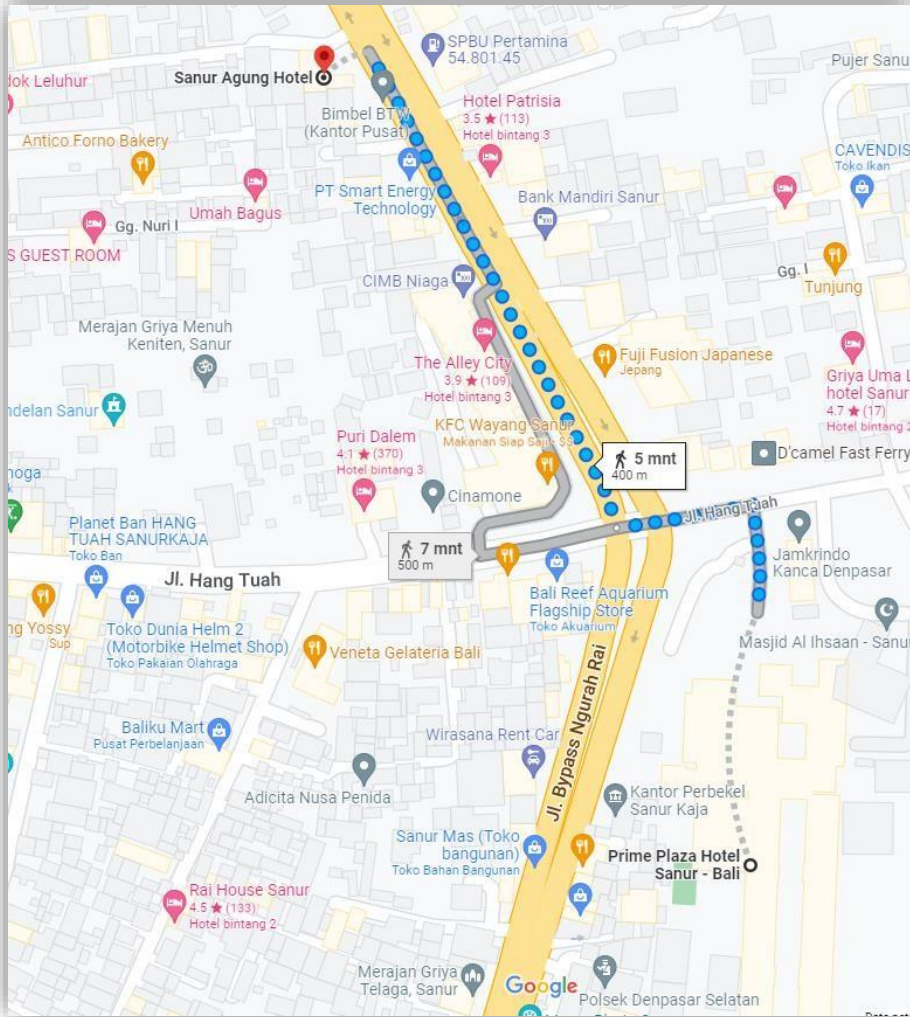 SPBU Pertamina
54.801.45
Pujer Sanu
Sanur Agung Hotel
dok Leluhur
Hotel Patrisia
3.5 ★ (113)
Hotel bintang 3
Bimbel BTW
(Kantor Pusat)
Antico Forno Bakery
CAVENDIS
Toko Ikan
PT Smart Energy
Technology
Bank Mandiri Sanur
Umah Bagus
Gg. Nuri I
S GUEST ROOM
CIMB Niaga
Gg. I
Tunjung
Merajan Griya Menuh
Keniten, Sanur
The Alley City
3.9 ★ (109)
Hotel bintang 3
Fuji Fusion Japanese
Jepang
Griya Uma L
hotel Sanur
4.7 ★ (17)
Hotel bintang 2
ndelan Sanur
KFC Wayang Sanur
Makanan Siap Saji · $$
Puri Dalem
4.1 ★ (370)
Hotel bintang 3
5 mnt
400 m
D'camel Fast Ferry
noga
Cinamone
Jl. Hang Tuah
Planet Ban HANG
TUAH SANURKAJA
Toko Ban
7 mnt
500 m
Jamkrindo
Kanca Denpasar
Jl. Hang Tuah
Bali Reef Aquarium
Flagship Store
Toko Akuarium
ng Yossy
Sup
Toko Dunia Helm 2
(Motorbike Helmet Shop)
Toko Pakaian Olahraga
Masjid Al Ihsaan - Sanur
Veneta Gelateria Bali
Jl. Bypass Ngurah Rai
Baliku Mart
Pusat Perbelanjaan
Wirasana Rent Car
Adicita Nusa Penida
Kantor Perbekel
Sanur Kaja
Sanur Mas (Toko
bangunan)
Toko Bahan Bangunan
Prime Plaza Hotel
Sanur - Bali
Rai House Sanur
4.5 ★ (133)
Hotel bintang 2
Merajan Griya
Telaga, Sanur
Google
Polsek Denpasar Selatan